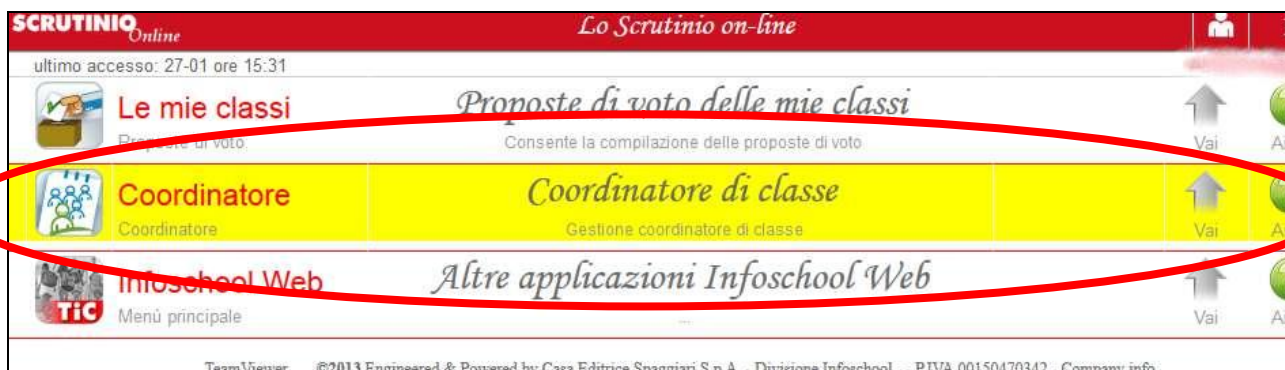 SCRUTINIO Online Lo Scrutinio on-line
ultimo accesso: 27-01 ore 15:31
Le mie classi Proposte di voto delle mie classi
Proposte di voto Consente la compilazione delle proposte di voto Vai
Coordinatore Coordinatore di classe
Coordinatore Gestione coordinatore di classe Vai
Infoschool Web Altre applicazioni Infoschool Web
TiC Menù principale ... Vai
TeamViewer ©2013 Engineered & Powered by Casa Editrice Spaggiari S.p.A. - Divisione Infoschool - P.IVA 00150470342 - Company info